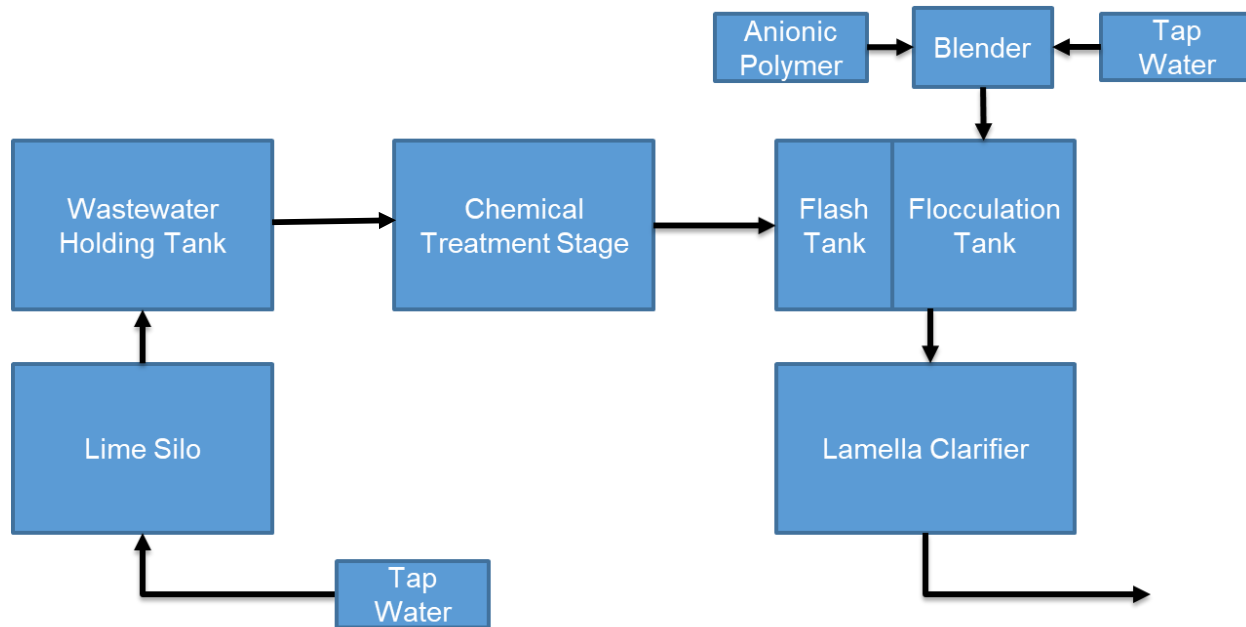 Anionic
Polymer
Blender
Tap
Water
Wastewater
Holding Tank
Chemical
Treatment Stage
Flash
Tank
Flocculation
Tank
Lime Silo
Lamella Clarifier
Tap
Water